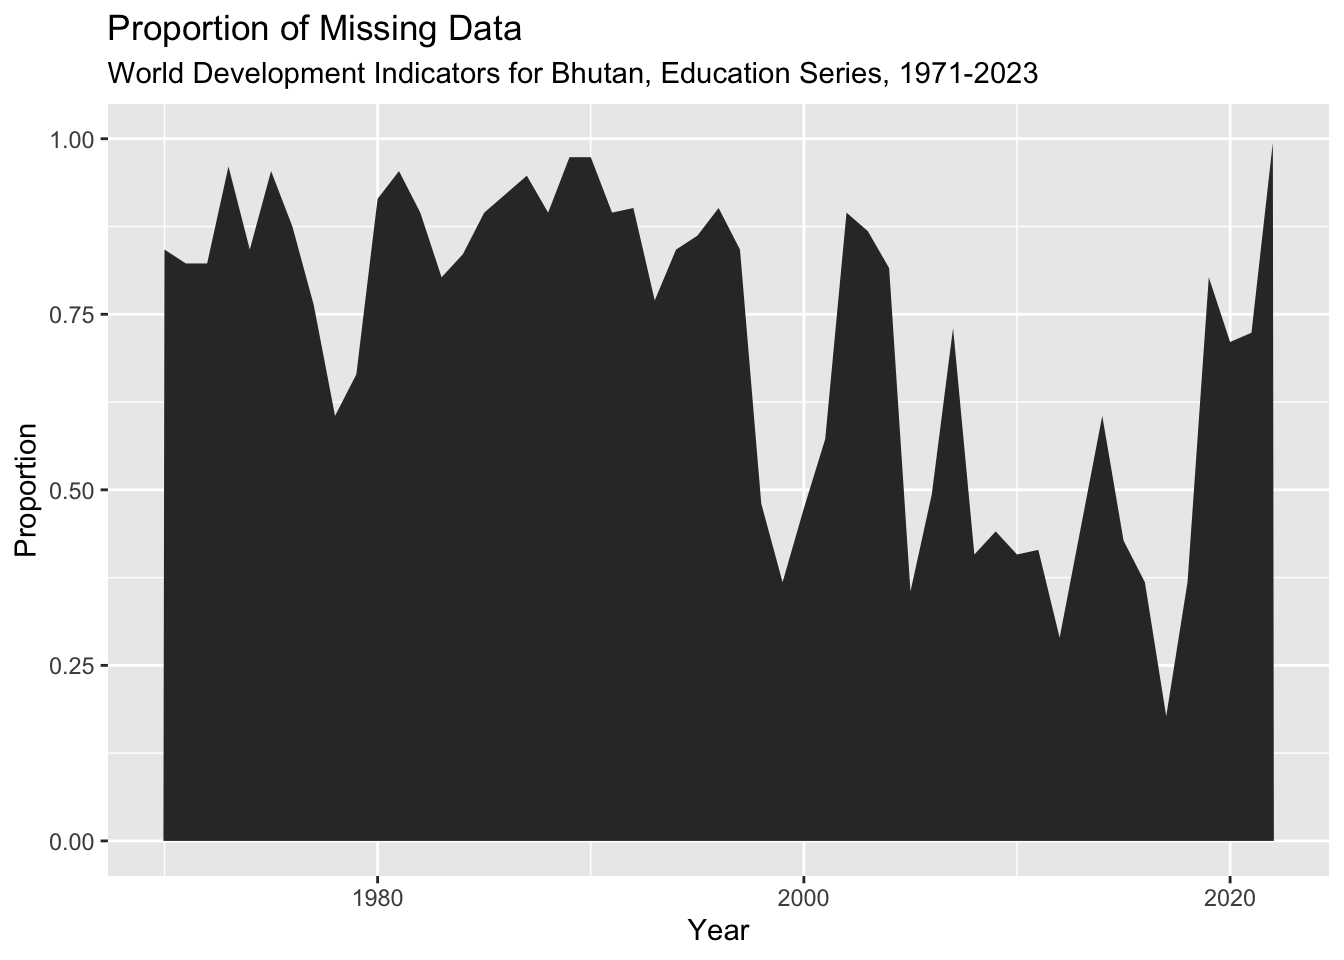 Proportion of Missing Data
World Development Indicators for Bhutan, Education Series, 1971-2023
1.00
0.75
0.50
0.25
0.00
Proportion
1980 2000 2020
Year